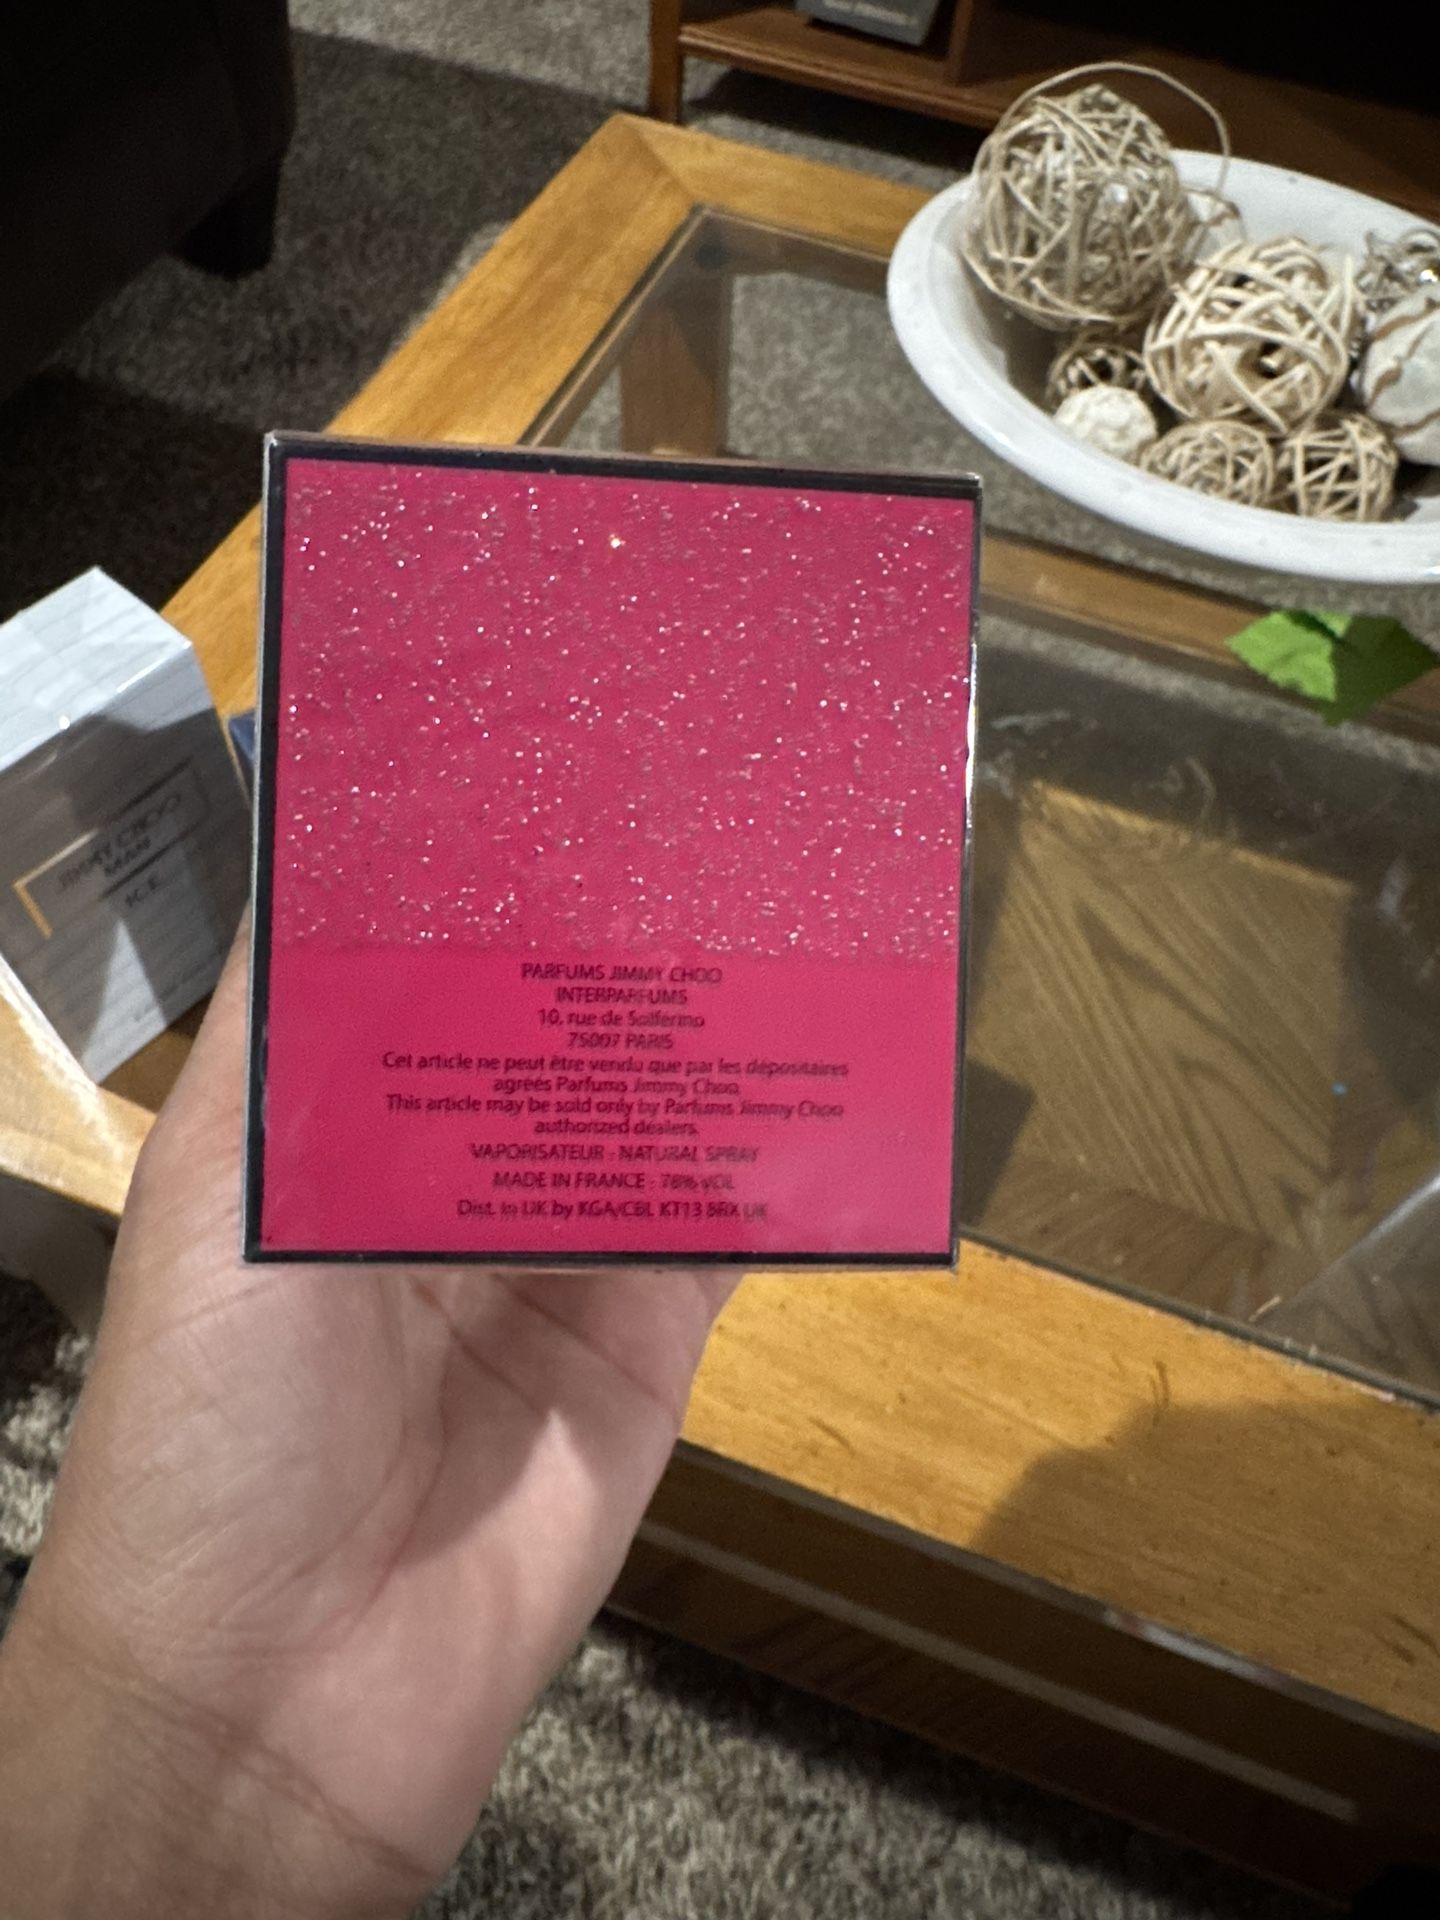 JIMMY CHOO
MAN
ICE
PARFUMS JIMMY CHOO
INTERPARFUMS
10, rue de Solférino
75007 PARIS
Cet article ne peut être vendu que par les dépositaires
agréés Parfums Jimmy Choo.
This article may be sold only by Parfums Jimmy Choo
authorized dealers.
VAPORISATEUR - NATURAL SPRAY
MADE IN FRANCE - 78% VOL
Dist. in UK by KGA/CBL KT13 8RX UK